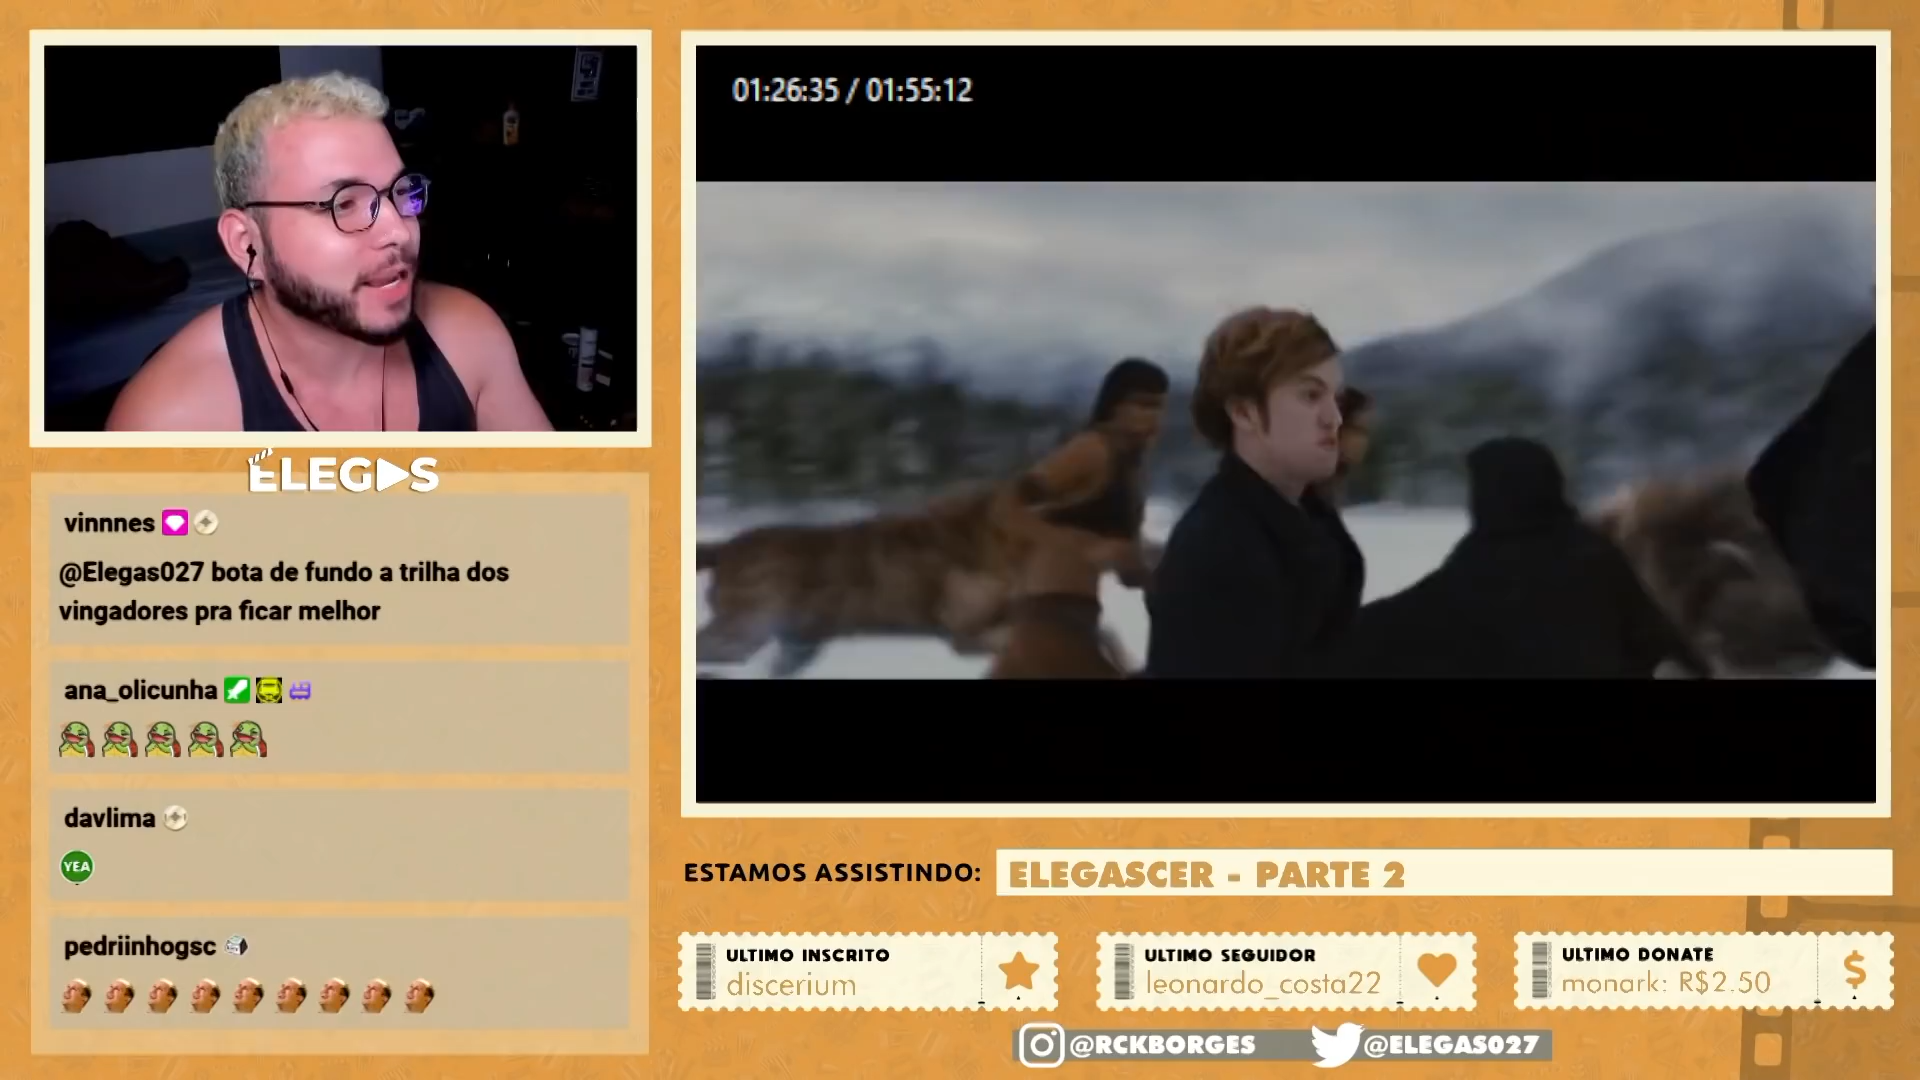 01:26:35 / 01:55:12
ELEGAS
vinnnes
@Elegas027 bota de fundo a trilha dos
vingadores pra ficar melhor
ana_olicunha
davlima
YEA
pedriinhogsc
ESTAMOS ASSISTINDO: ELEGASCER - PARTE 2
ULTIMO INSCRITO
discerium
ULTIMO SEGUIDOR
leonardo_costa22
ULTIMO DONATE
monark: R$2.50
$
@RCKBORGES
@ELEGAS027